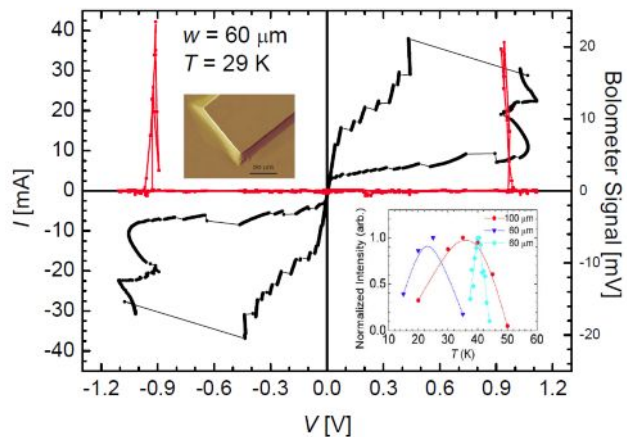 w = 60 μm
T = 29 K
I [mA]
40
30
20
10
0
-10
-20
-30
-40
Bolometer Signal [mV]
20
10
0
-10
-20
-1.2 -0.9 -0.6 -0.3 0.0 0.3 0.6 0.9 1.2
V [V]
Normalized Intensity (arb.)
1.0
0.5
0.0
100 μm
60 μm
80 μm
10 20 30 40 50 60
T (K)